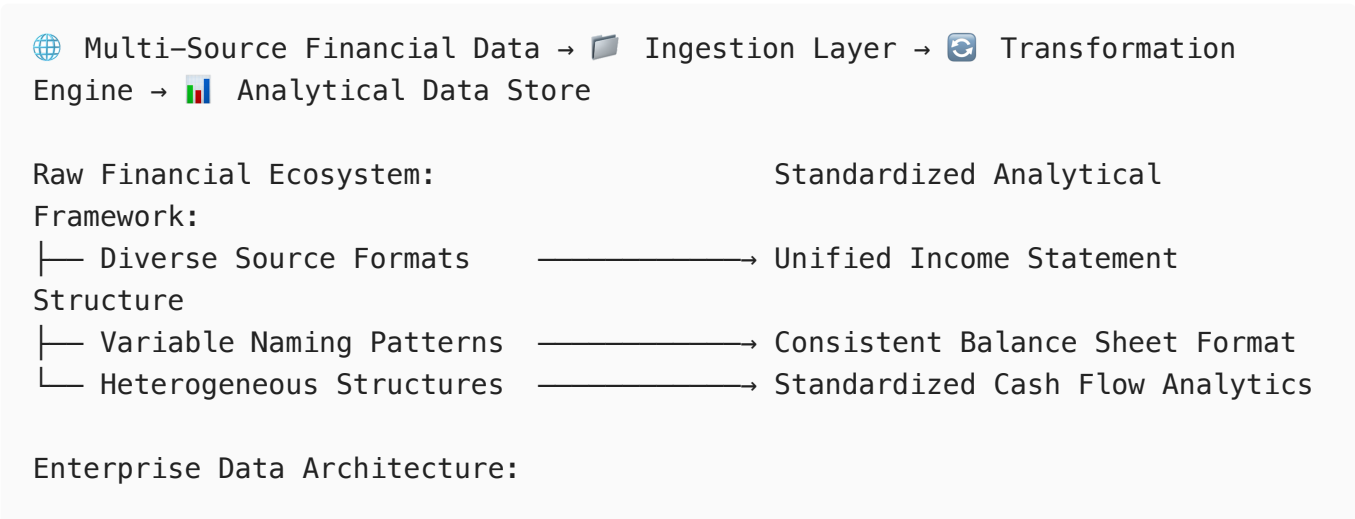 🌐 Multi-Source Financial Data → 📁 Ingestion Layer → 🔄 Transformation
Engine → 📊 Analytical Data Store
Raw Financial Ecosystem:                    Standardized Analytical
Framework:
├── Diverse Source Formats    ────────────→ Unified Income Statement
Structure
├── Variable Naming Patterns  ────────────→ Consistent Balance Sheet Format
└── Heterogeneous Structures  ────────────→ Standardized Cash Flow Analytics
Enterprise Data Architecture: